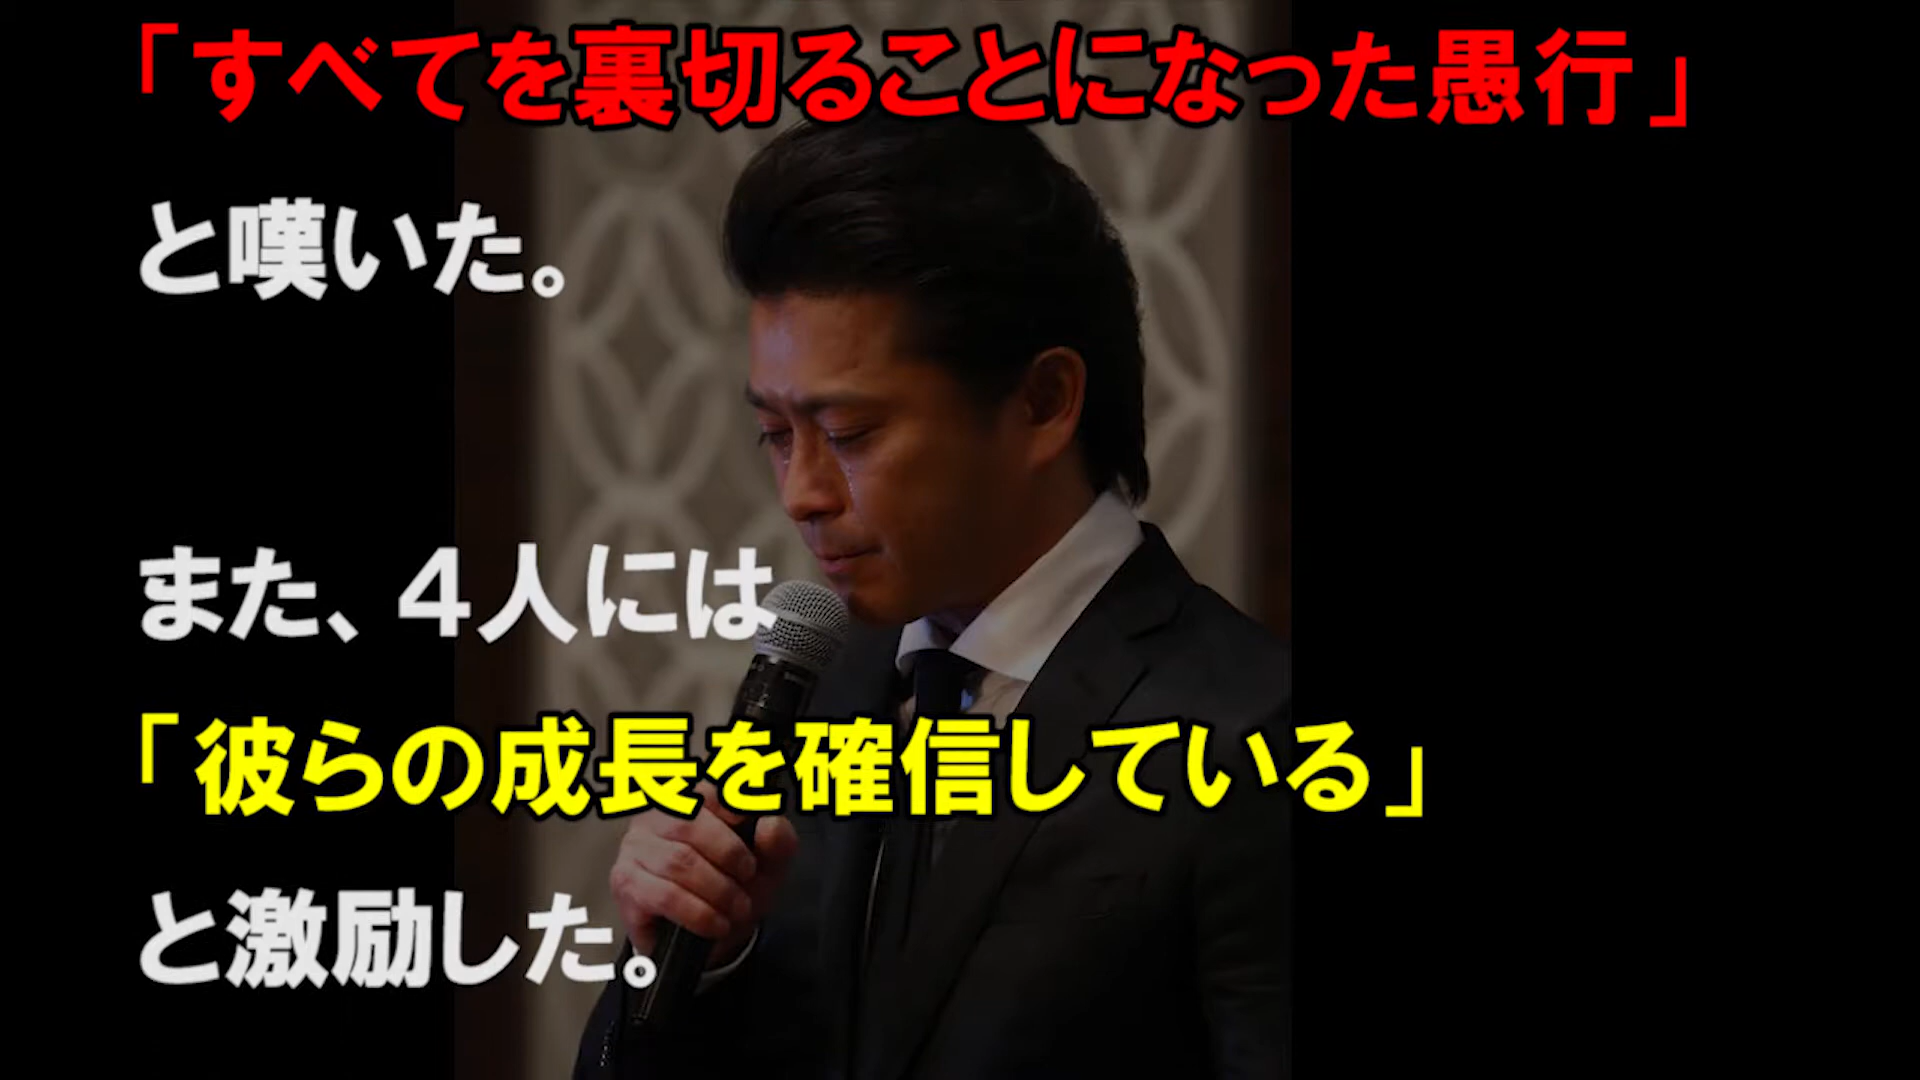 「すべてを裏切ることになった愚行」
と嘆いた。
また、４人には
「彼らの成長を確信している」
と激励した。